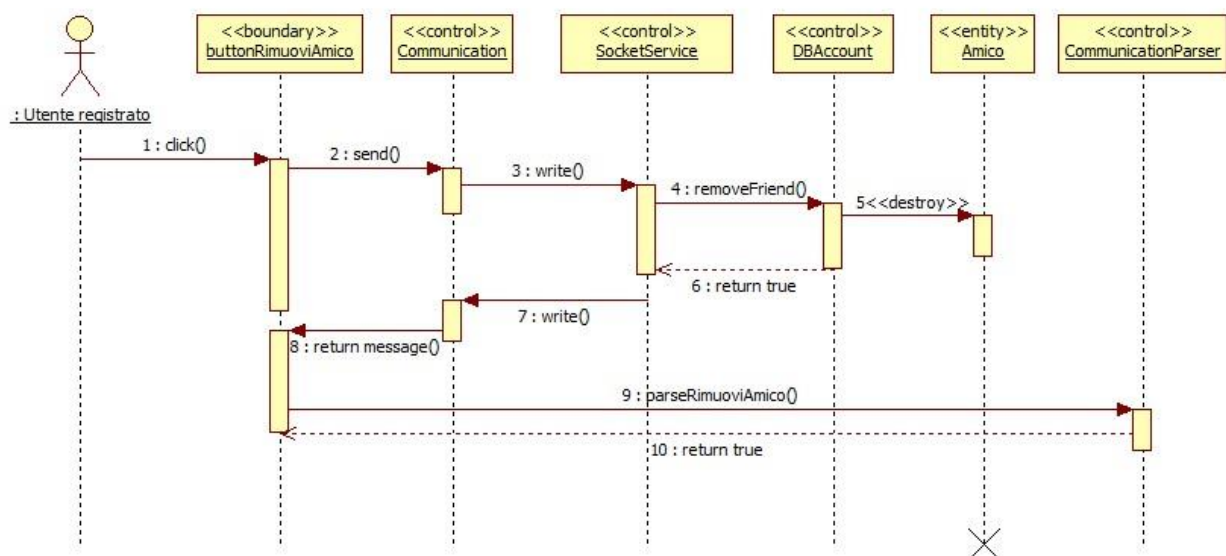 <<boundary>>
buttonRimuoviAmico
<<control>>
Communication
<<control>>
SocketService
<<control>>
DBAccount
<<entity>>
Amico
<<control>>
CommunicationParser
: Utente registrato
1 : click()
2 : send()
3 : write()
4 : removeFriend()
5<<destroy>>
6 : return true
7 : write()
8 : return message()
9 : parseRimuoviAmico()
10 : return true